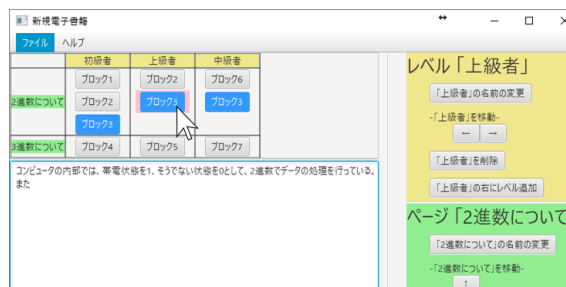 新規電子書籍
ファイル ヘルプ
初級者 上級者 中級者
ブロック1 ブロック2 ブロック6
2進数について ブロック2 ブロック3 ブロック3
ブロック3
3進数について ブロック4 ブロック5 ブロック7
コンピュータの内部では、帯電状態を1、そうでない状態を0として、2進数でデータの処理を行っている。
また
レベル「上級者」
「上級者」の名前の変更
-「上級者」を移動-
← →
「上級者」を削除
「上級者」の右にレベル追加
ページ「2進数について
「2進数について」の名前の変更
-「2進数について」を移動-
↑